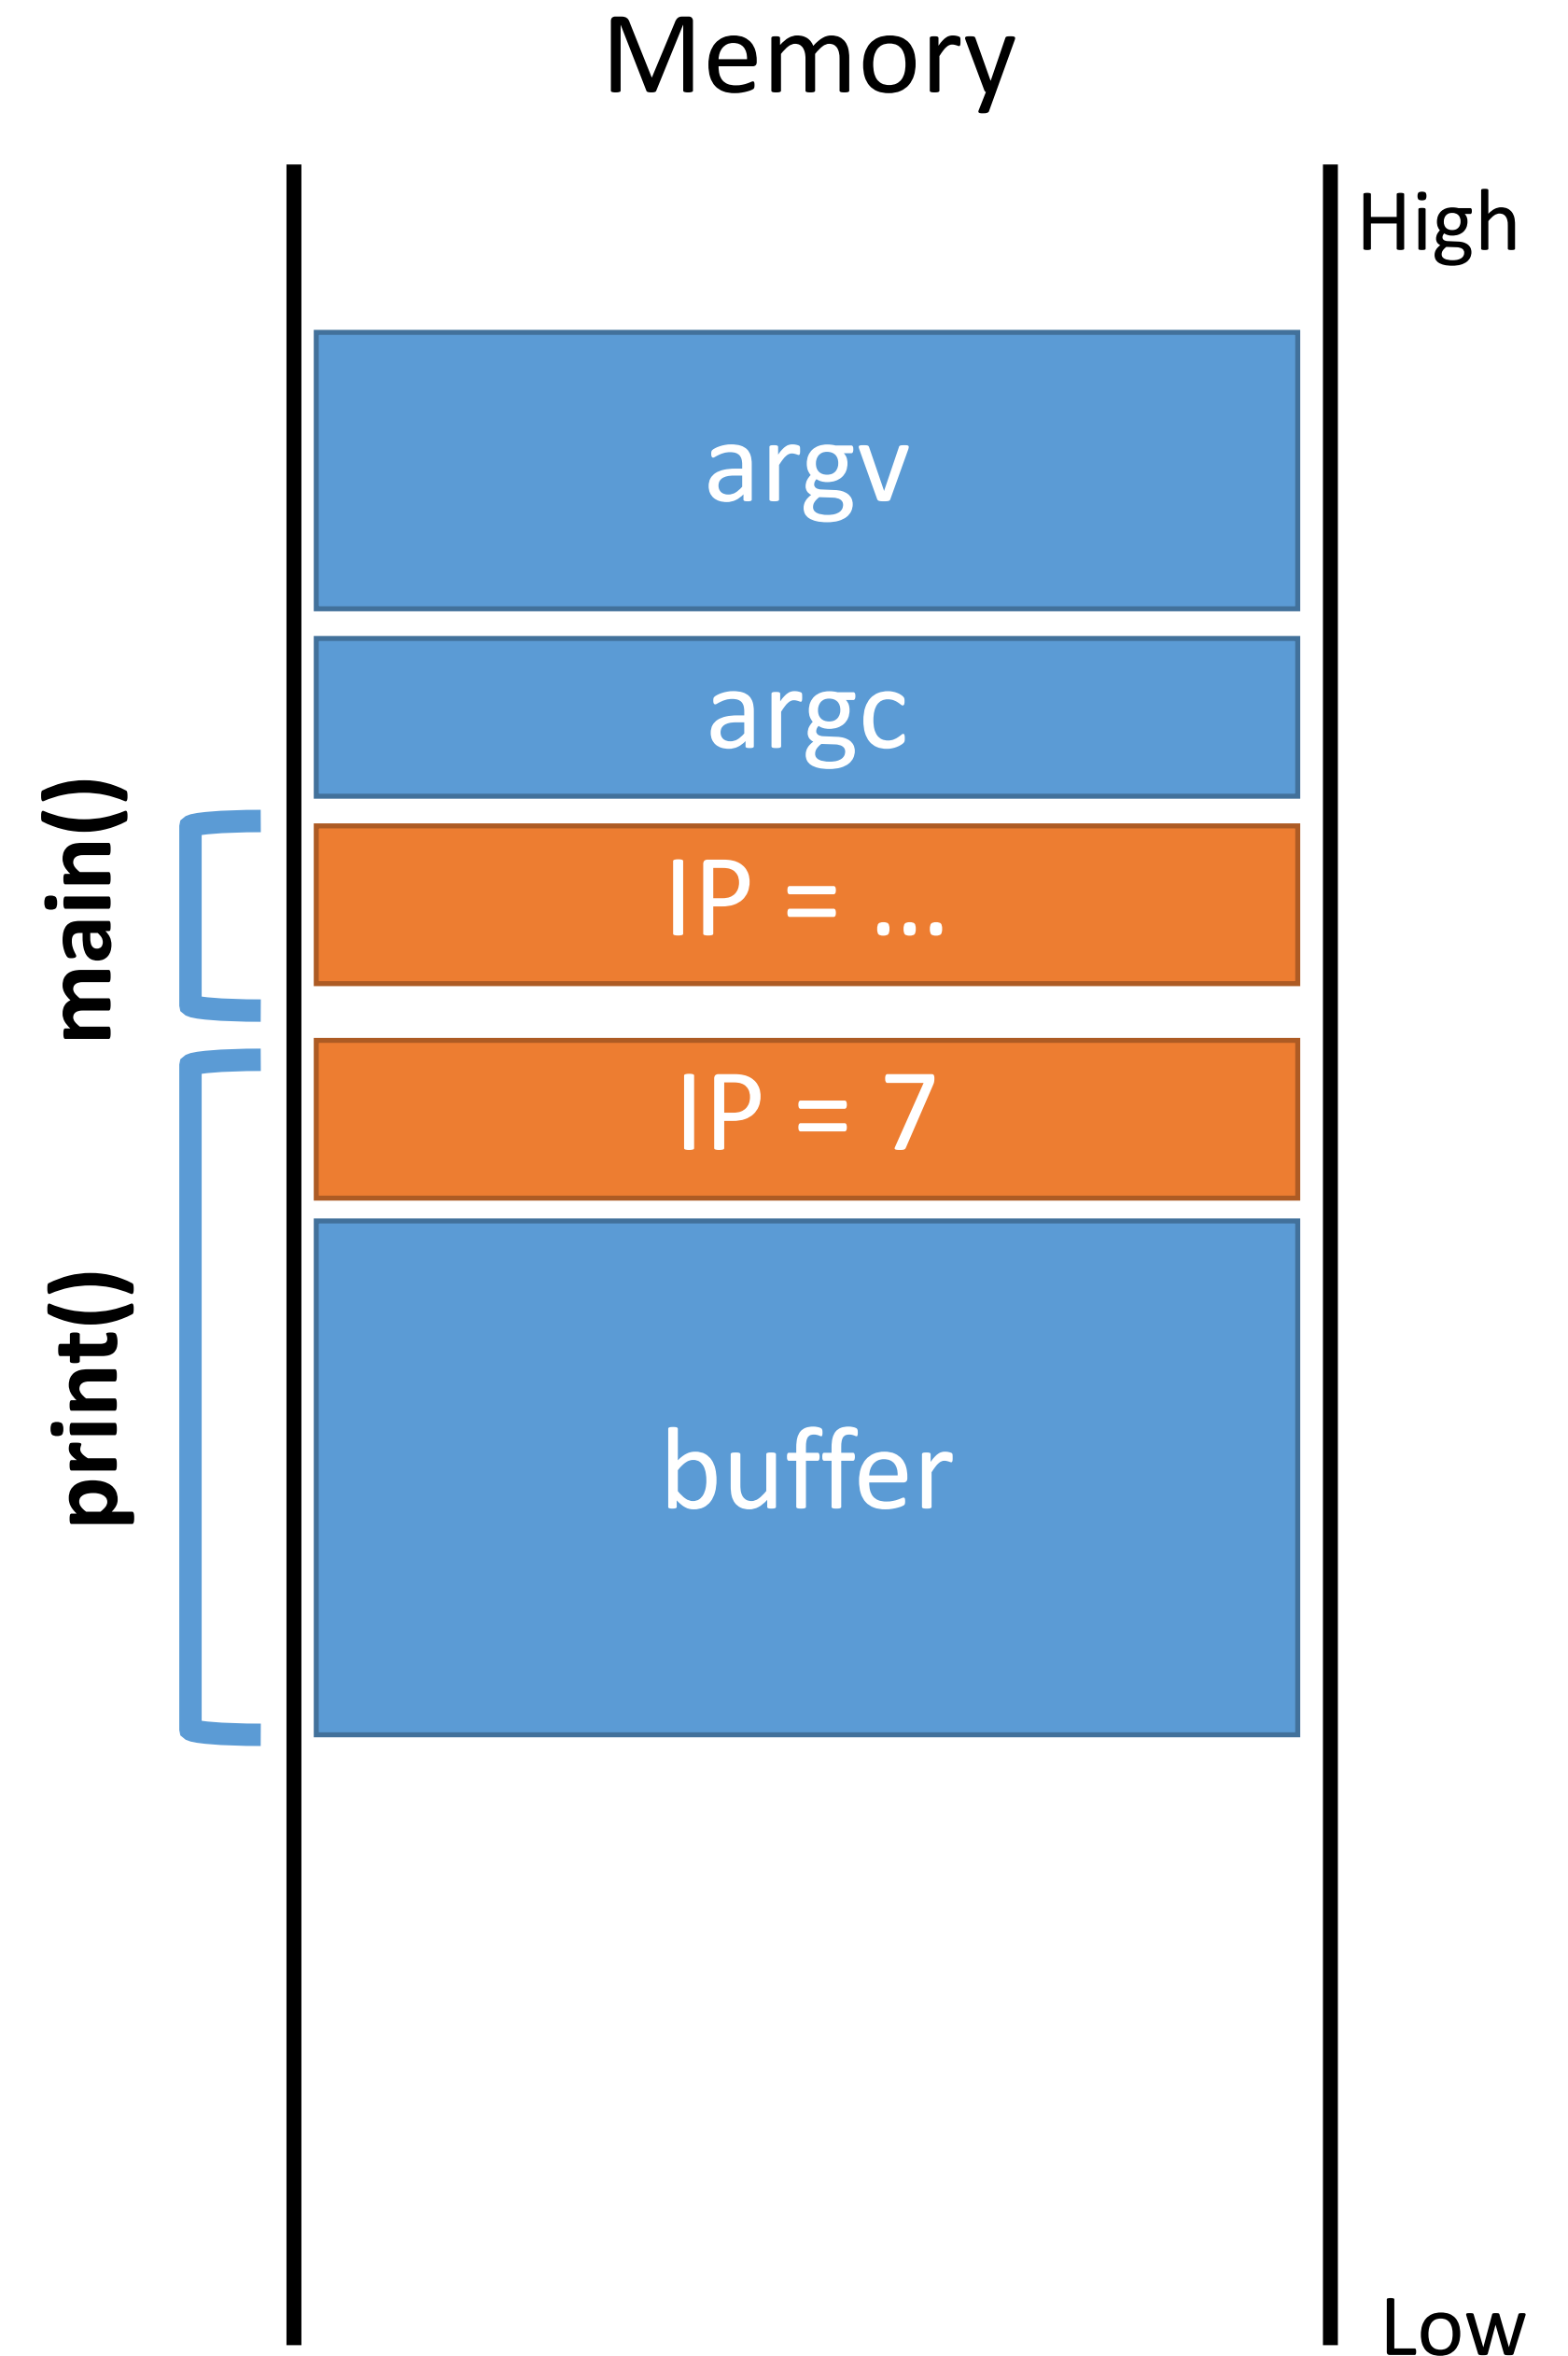 Memory
High
argv
argc
main()
IP = …
IP = 7
print()
buffer
Low